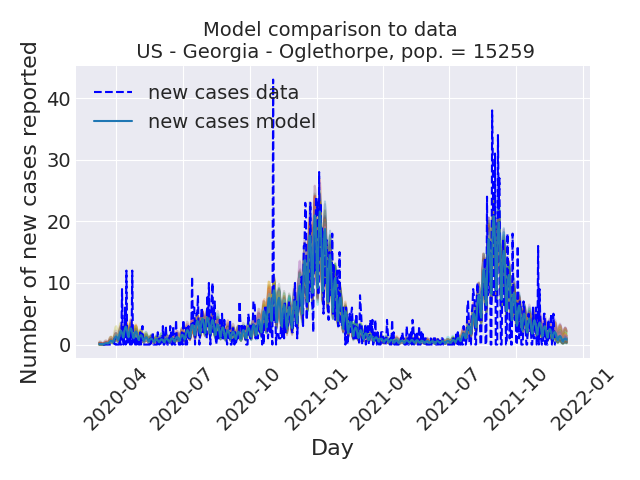 Model comparison to data
US - Georgia - Oglethorpe, pop. = 15259
Number of new cases reported
40
30
20
10
0
new cases data
new cases model
2020-04
2020-07
2020-10
2021-01
2021-04
2021-07
2021-10
2022-01
Day